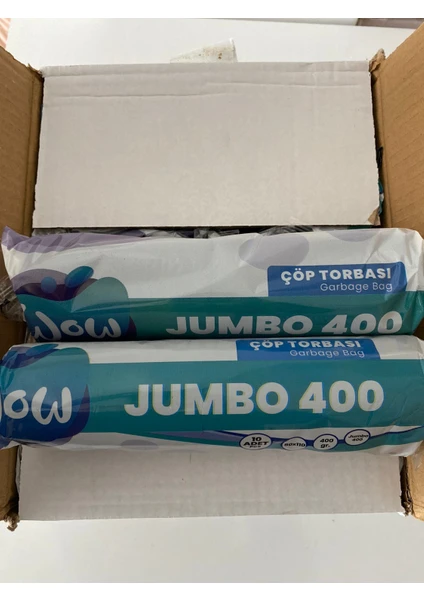 ÇÖP TORBASI
Garbage Bag
Wow
JUMBO 400
ÇÖP TORBASI
Garbage Bag
wow
JUMBO 400
10
ADET
400
gr.
Jumbo
400